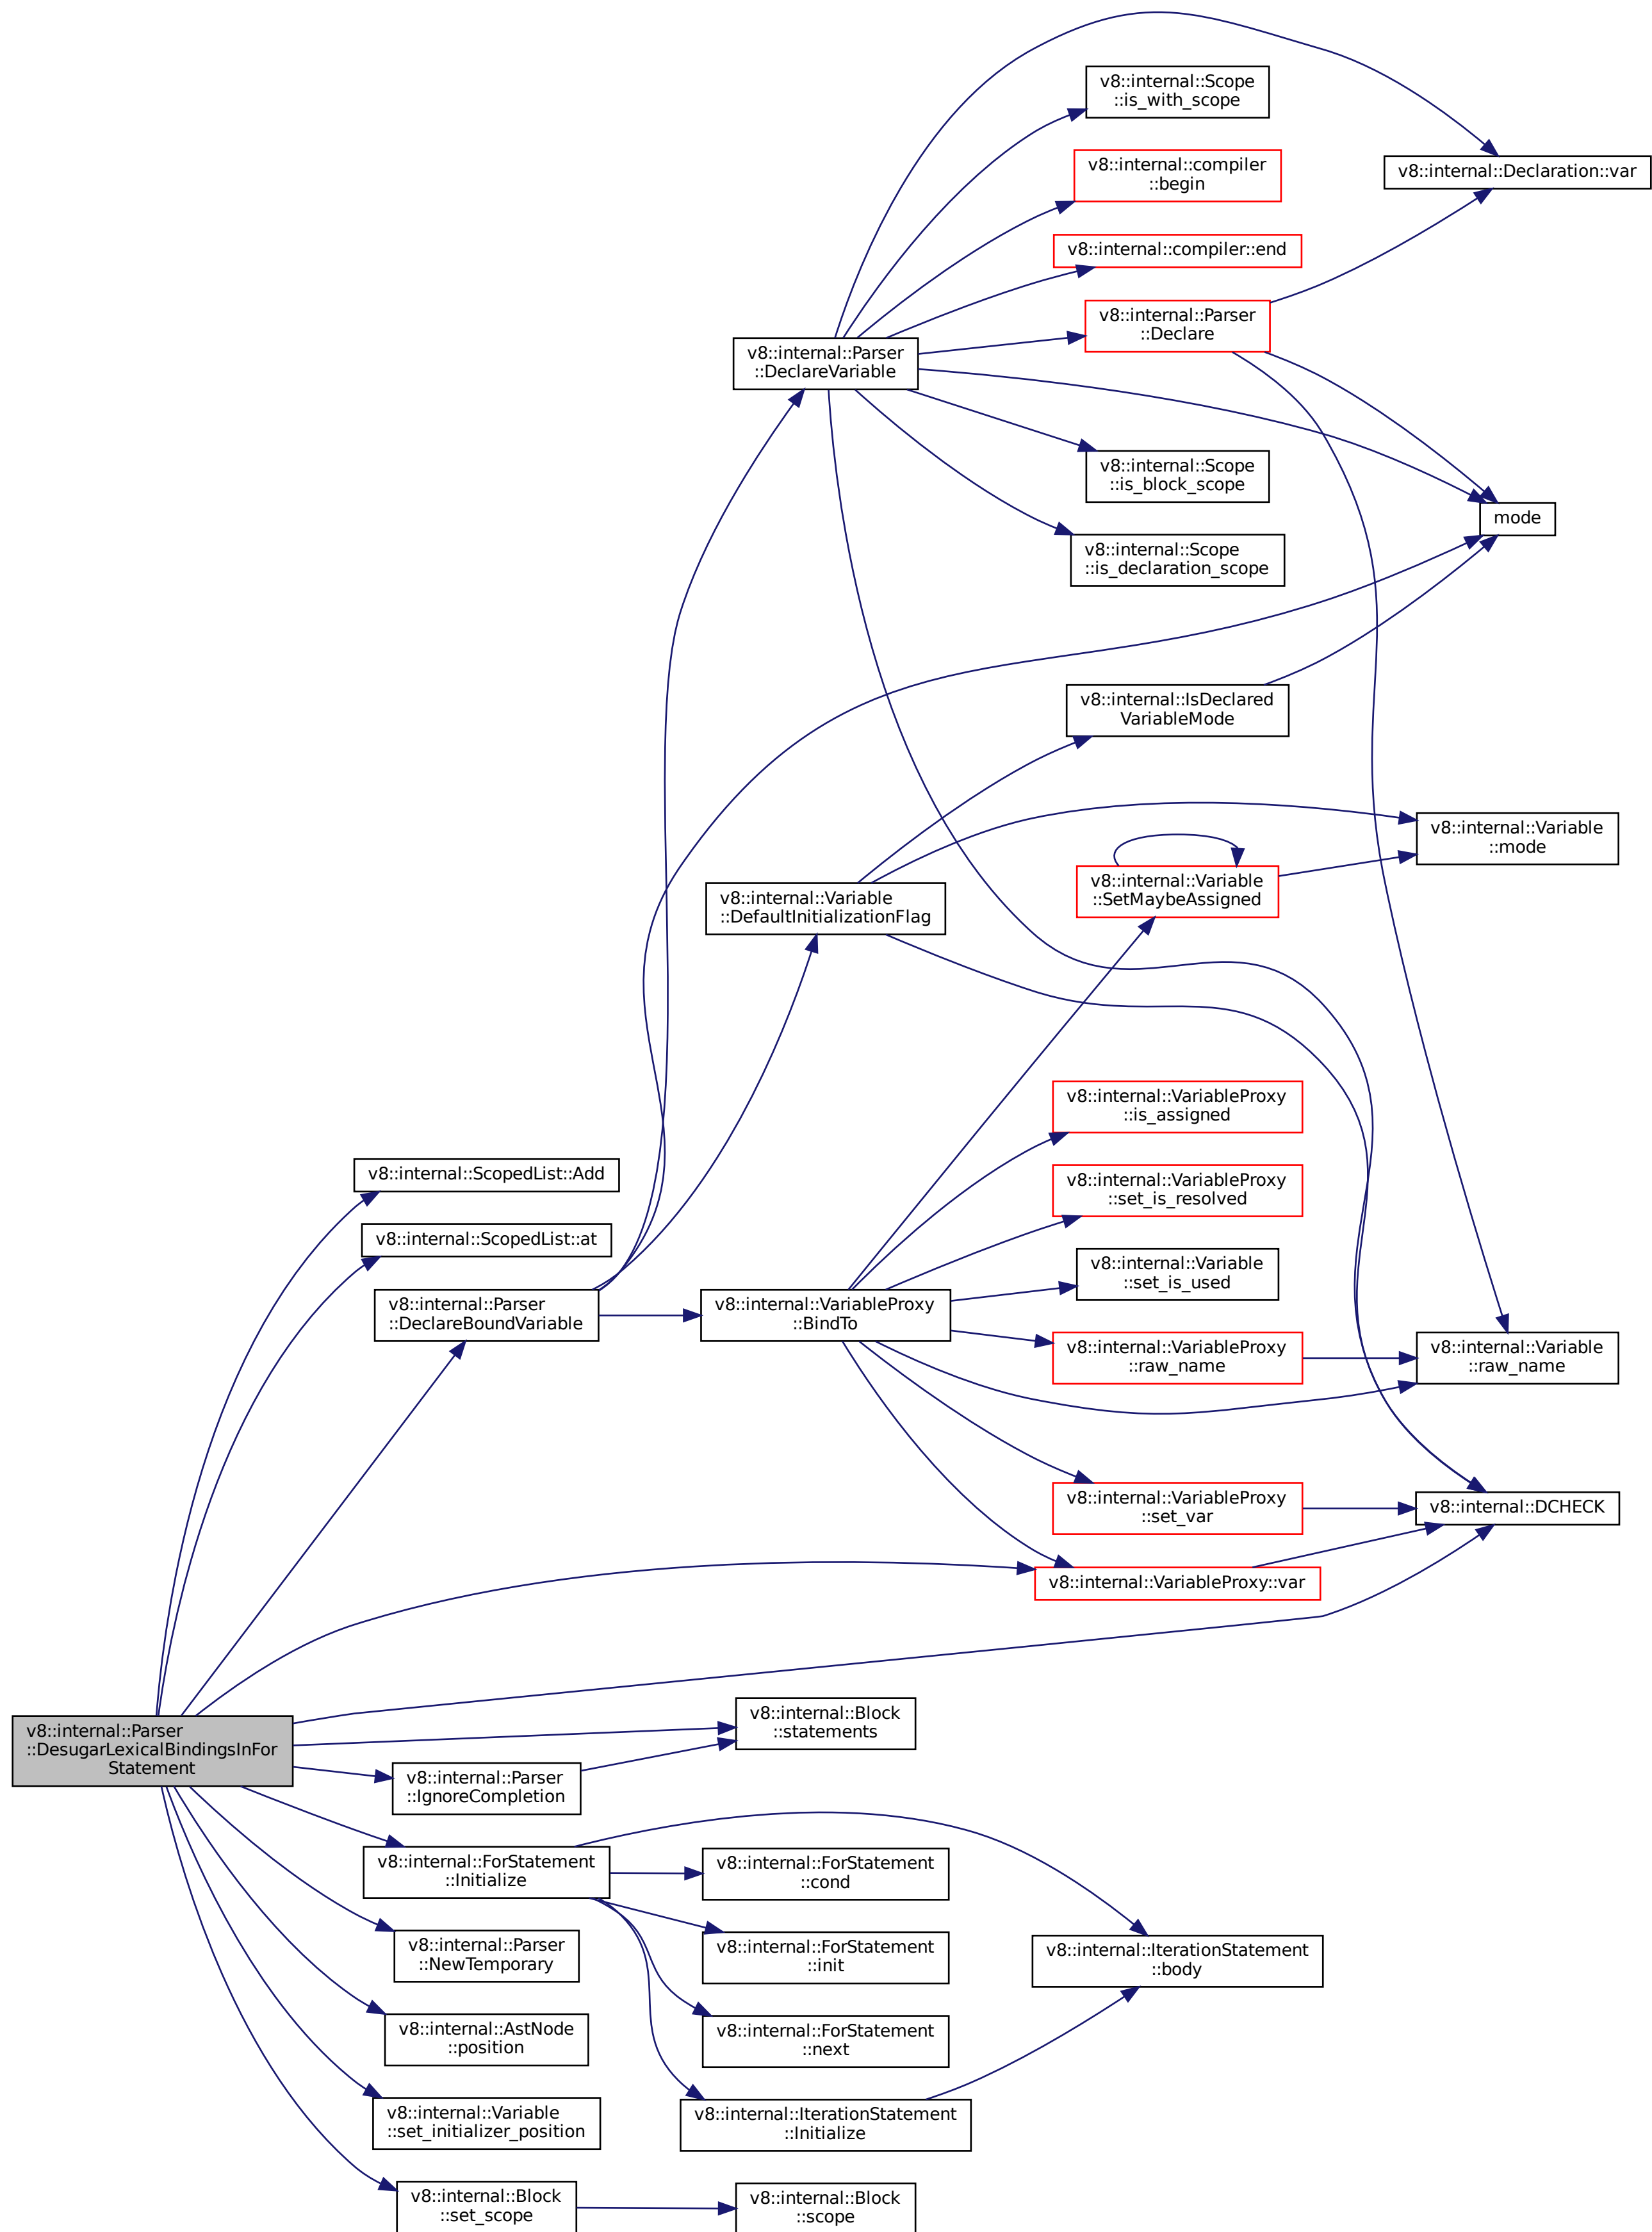 v8::internal::Scope
::is_with_scope
v8::internal::compiler
::begin
v8::internal::Declaration::var
v8::internal::compiler::end
v8::internal::Parser
::Declare
v8::internal::Parser
::DeclareVariable
v8::internal::Scope
::is_block_scope
mode
v8::internal::Scope
::is_declaration_scope
v8::internal::IsDeclared
VariableMode
v8::internal::Variable
::mode
v8::internal::Variable
::SetMaybeAssigned
v8::internal::Variable
::DefaultInitializationFlag
v8::internal::VariableProxy
::is_assigned
v8::internal::ScopedList::Add
v8::internal::VariableProxy
::set_is_resolved
v8::internal::ScopedList::at
v8::internal::Variable
::set_is_used
v8::internal::Parser
::DeclareBoundVariable
v8::internal::VariableProxy
::BindTo
v8::internal::VariableProxy
::raw_name
v8::internal::Variable
::raw_name
v8::internal::VariableProxy
::set_var
v8::internal::DCHECK
v8::internal::VariableProxy::var
v8::internal::Parser
::DesugarLexicalBindingsInFor
Statement
v8::internal::Block
::statements
v8::internal::Parser
::IgnoreCompletion
v8::internal::ForStatement
::Initialize
v8::internal::ForStatement
::cond
v8::internal::Parser
::NewTemporary
v8::internal::ForStatement
::init
v8::internal::IterationStatement
::body
v8::internal::AstNode
::position
v8::internal::ForStatement
::next
v8::internal::Variable
::set_initializer_position
v8::internal::IterationStatement
::Initialize
v8::internal::Block
::set_scope
v8::internal::Block
::scope